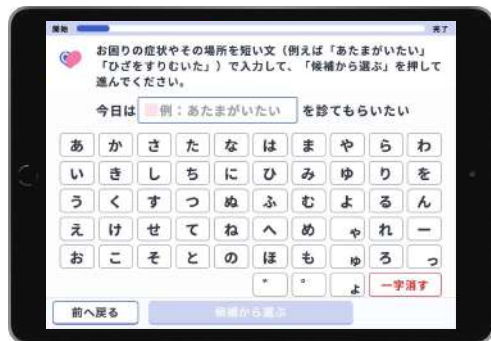 開始
完了
お困りの症状やその場所を短い文（例えば「あたまがいたい」
「ひざをすりむいた」）で入力して、「候補から選ぶ」を押して
進んでください。
今日は 例：あたまがいたい を診てもらいたい
あ か さ た な は ま や ら わ
い き し ち に ひ み ゆ り を
う く す つ ぬ ふ む よ る ん
え け せ て ね へ め ゃ れ ー
お こ そ と の ほ も ゅ ろ っ
゛ ゜ ょ 一字消す
前へ戻る 候補から選ぶ